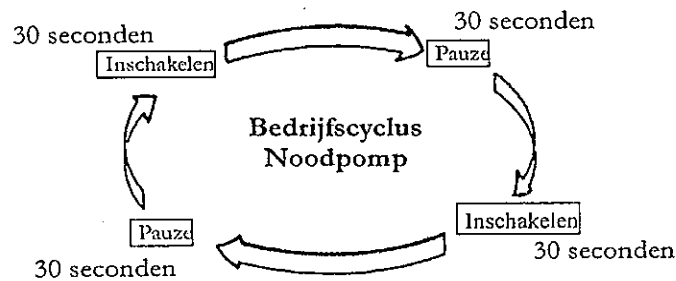 30 seconden
Inschakelen
30 seconden
Pauze
Bedrijfscyclus
Noodpomp
Inschakelen
30 seconden
Pauze
30 seconden